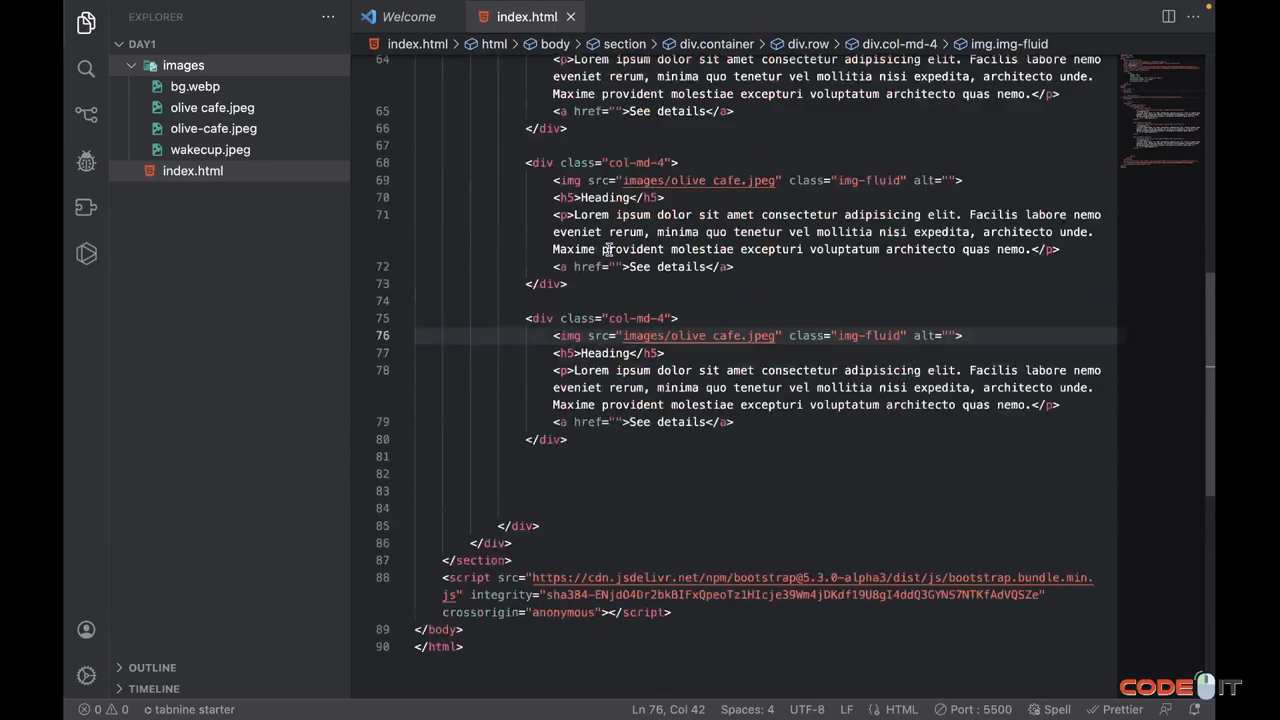 EXPLORER
DAY1
images
bg.webp
olive cafe.jpeg
olive-cafe.jpeg
wakecup.jpeg
index.html
OUTLINE
TIMELINE
Welcome
index.html
index.html > html > body > section > div.container > div.row > div.col-md-4 > img.img-fluid
64 <p>Lorem ipsum dolor sit amet consectetur adipisicing elit. Facilis labore nemo
eveniet rerum, minima quo tenetur vel mollitia nisi expedita, architecto unde.
Maxime provident molestiae excepturi voluptatum architecto quas nemo.</p>
65 <a href="">See details</a>
66 </div>
67
68 <div class="col-md-4">
69 <img src="images/olive cafe.jpeg" class="img-fluid" alt="">
70 <h5>Heading</h5>
71 <p>Lorem ipsum dolor sit amet consectetur adipisicing elit. Facilis labore nemo
eveniet rerum, minima quo tenetur vel mollitia nisi expedita, architecto unde.
Maxime provident molestiae excepturi voluptatum architecto quas nemo.</p>
72 <a href="">See details</a>
73 </div>
74
75 <div class="col-md-4">
76 <img src="images/olive cafe.jpeg" class="img-fluid" alt="">
77 <h5>Heading</h5>
78 <p>Lorem ipsum dolor sit amet consectetur adipisicing elit. Facilis labore nemo
eveniet rerum, minima quo tenetur vel mollitia nisi expedita, architecto unde.
Maxime provident molestiae excepturi voluptatum architecto quas nemo.</p>
79 <a href="">See details</a>
80 </div>
81
82
83
84
85 </div>
86 </div>
87 </section>
88 <script src="https://cdn.jsdelivr.net/npm/bootstrap@5.3.0-alpha3/dist/js/bootstrap.bundle.min.
js" integrity="sha384-ENjdO4Dr2bkBIFxQpeoTz1HIcje39Wm4jDKdf19U8gI4ddQ3GYNS7NTKfAdVQSZe"
crossorigin="anonymous"></script>
89 </body>
90 </html>
CODE IT
0 0 tabnine starter Ln 76, Col 42 Spaces: 4 UTF-8 LF HTML Port : 5500 Spell Prettier